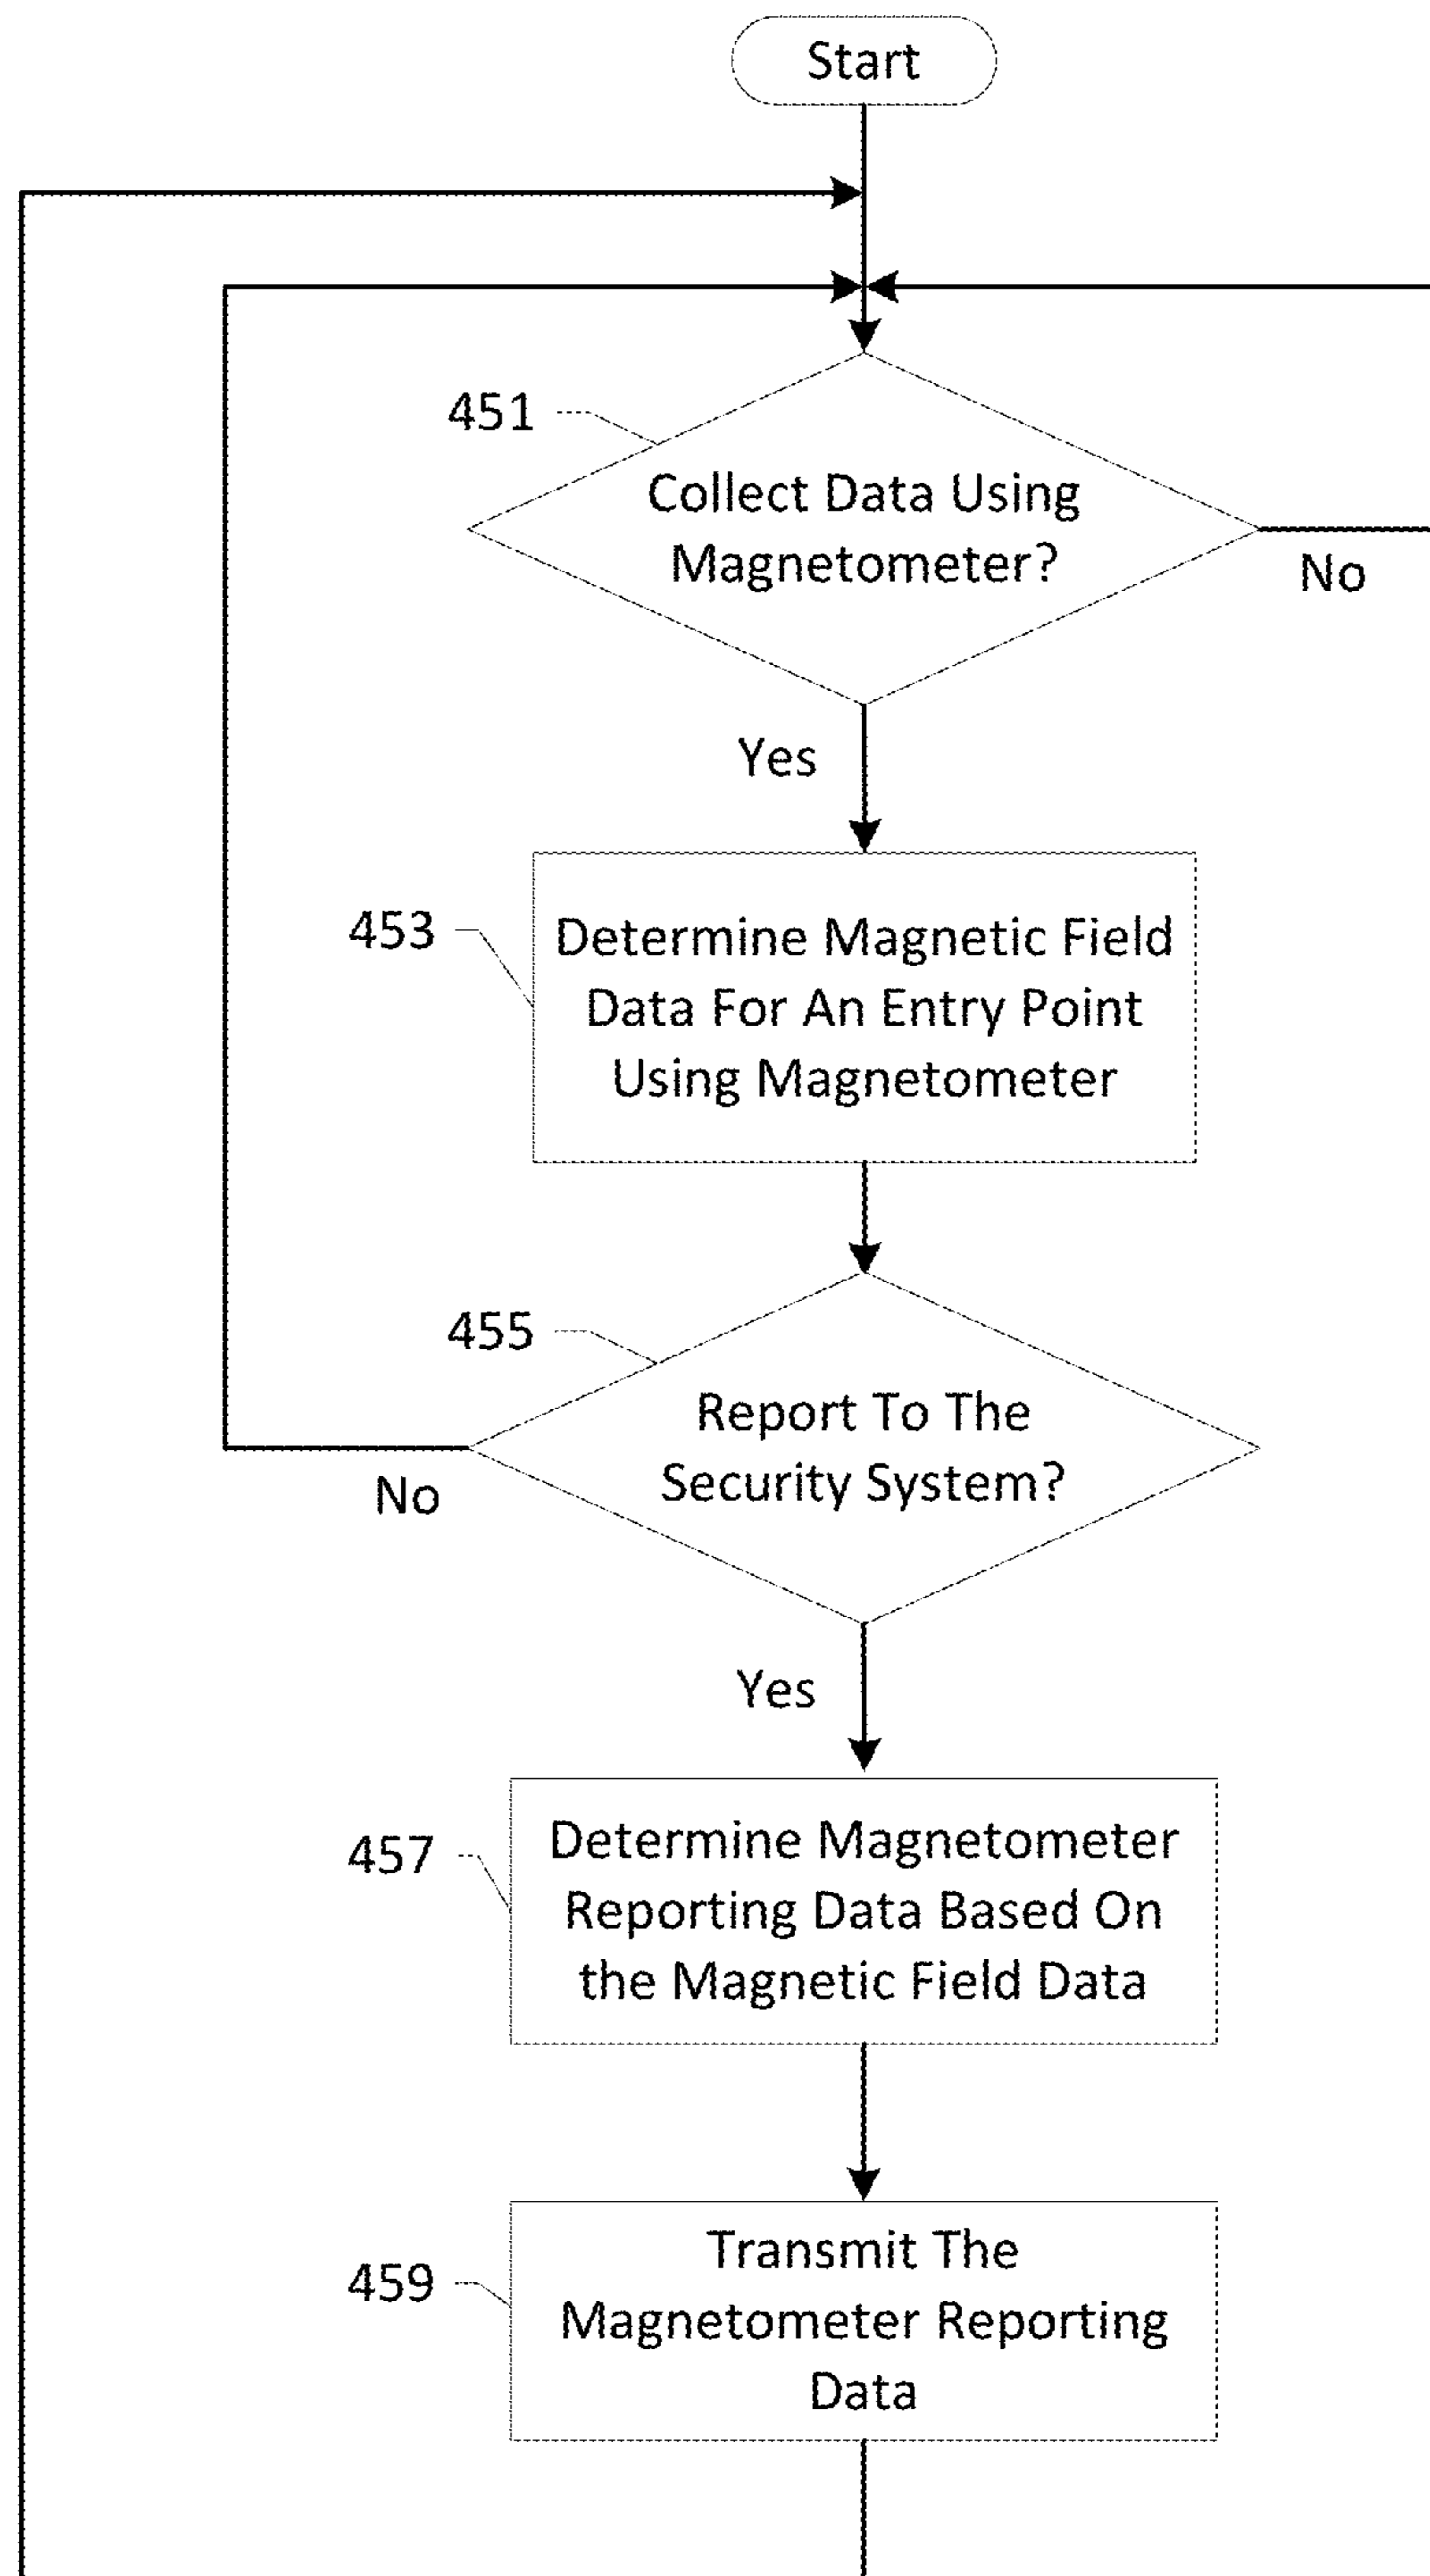 Start
451
Collect Data Using
Magnetometer?
No
Yes
453
Determine Magnetic Field
Data For An Entry Point
Using Magnetometer
455
Report To The
Security System?
No
Yes
457
Determine Magnetometer
Reporting Data Based On
the Magnetic Field Data
459
Transmit The
Magnetometer Reporting
Data